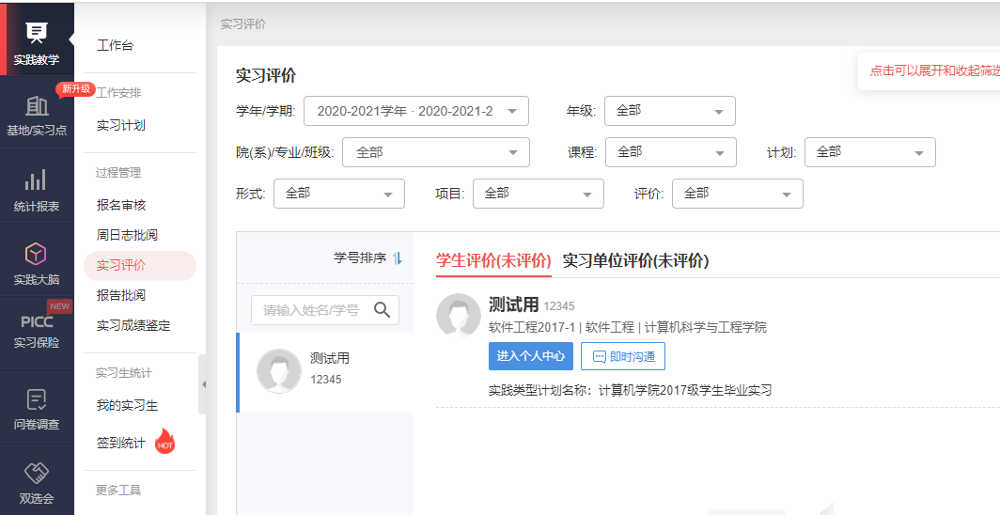 实践教学
新升级
基地/实习点
统计报表
实践大脑
NEW
PICC
实习保险
问卷调查
双选会
工作台
工作安排
实习计划
过程管理
报名审核
周日志批阅
实习评价
报告批阅
实习成绩鉴定
实习生统计
我的实习生
签到统计 HOT
更多工具
实习评价
点击可以展开和收起筛选
实习评价
学年/学期: 2020-2021学年 · 2020-2021-2 年级: 全部
院(系)/专业/班级: 全部 课程: 全部 计划: 全部
形式: 全部 项目: 全部 评价: 全部
学号排序
请输入姓名/学号
测试用
12345
学生评价(未评价) 实习单位评价(未评价)
测试用 12345
软件工程2017-1 | 软件工程 | 计算机科学与工程学院
进入个人中心 即时沟通
实践类型计划名称：计算机学院2017级学生毕业实习